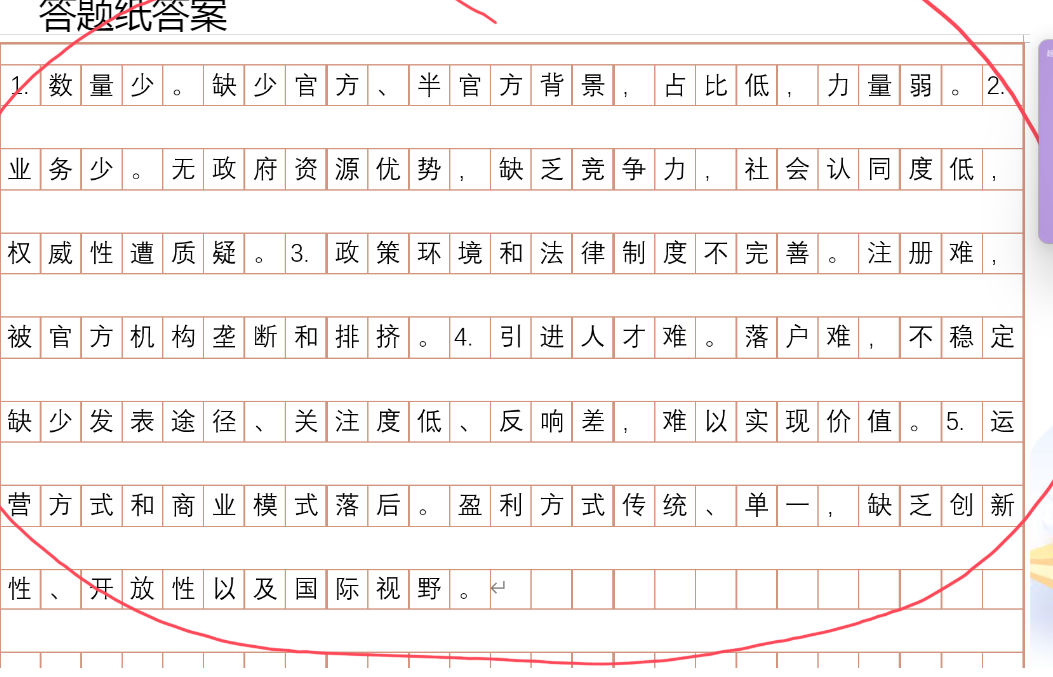 答题纸答案
1.数量少。缺少官方、半官方背景，占比低，力量弱。2.
业务少。无政府资源优势，缺乏竞争力，社会认同度低，
权威性遭质疑。3.政策环境和法律制度不完善。注册难，
被官方机构垄断和排挤。4.引进人才难。落户难，不稳定
缺少发表途径、关注度低、反响差，难以实现价值。5.运
营方式和商业模式落后。盈利方式传统、单一，缺乏创新
性、开放性以及国际视野。